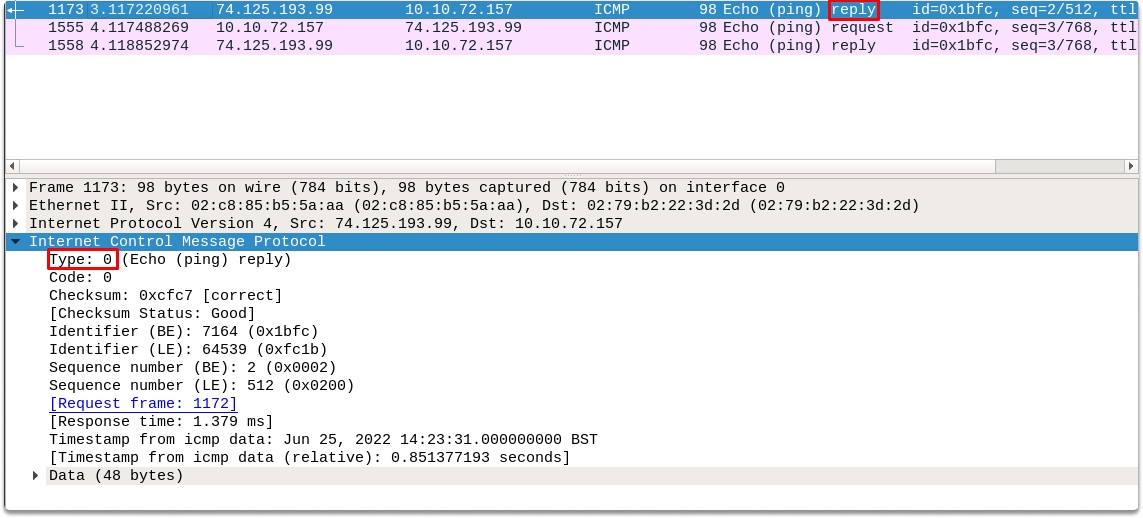 1173 3.117220961 74.125.193.99 10.10.72.157 ICMP 98 Echo (ping) reply id=0x1bfc, seq=2/512, ttl
1555 4.117488269 10.10.72.157 74.125.193.99 ICMP 98 Echo (ping) request id=0x1bfc, seq=3/768, ttl
1558 4.118852974 74.125.193.99 10.10.72.157 ICMP 98 Echo (ping) reply id=0x1bfc, seq=3/768, ttl
Frame 1173: 98 bytes on wire (784 bits), 98 bytes captured (784 bits) on interface 0
Ethernet II, Src: 02:c8:85:b5:5a:aa (02:c8:85:b5:5a:aa), Dst: 02:79:b2:22:3d:2d (02:79:b2:22:3d:2d)
Internet Protocol Version 4, Src: 74.125.193.99, Dst: 10.10.72.157
Internet Control Message Protocol
Type: 0 (Echo (ping) reply)
Code: 0
Checksum: 0xcfc7 [correct]
[Checksum Status: Good]
Identifier (BE): 7164 (0x1bfc)
Identifier (LE): 64539 (0xfc1b)
Sequence number (BE): 2 (0x0002)
Sequence number (LE): 512 (0x0200)
[Request frame: 1172]
[Response time: 1.379 ms]
Timestamp from icmp data: Jun 25, 2022 14:23:31.000000000 BST
[Timestamp from icmp data (relative): 0.851377193 seconds]
Data (48 bytes)